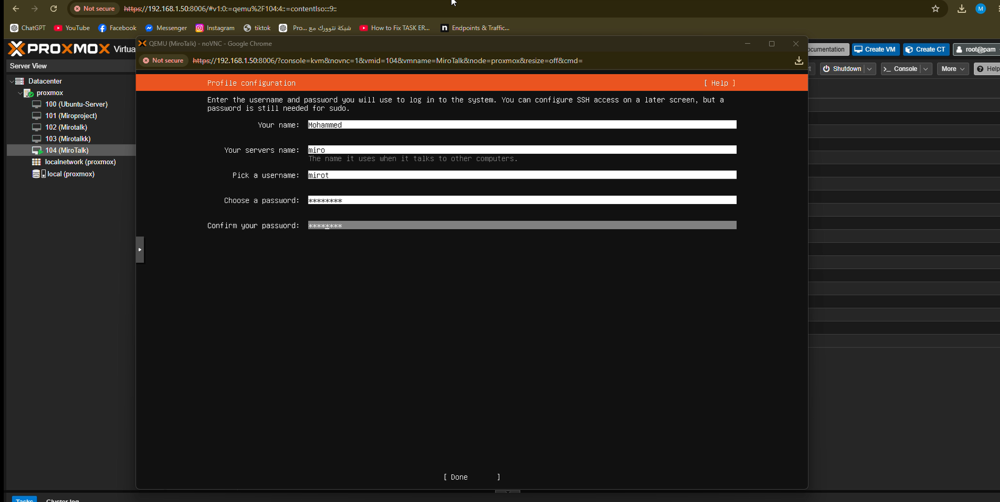 Not secure https://192.168.1.50:8006/#v1:0:=qemu%2F104:4::=contentIso:::9:: M
ChatGPT YouTube Facebook Messenger Instagram tiktok شبكة نتوورك مع ...Pro How to Fix TASK ER... Endpoints & Traffic...
PROXMOX Virtua
QEMU (MiroTalk) - noVNC - Google Chrome
ocumentation Create VM Create CT root@pam
Not secure https://192.168.1.50:8006/?console=kvm&novnc=1&vmid=104&vmname=MiroTalk&node=proxmox&resize=off&cmd=
Server View
Shutdown Console More Help
Datacenter
proxmox
100 (Ubuntu-Server)
101 (Miroproject)
102 (Mirotalk)
103 (Mirotalkk)
104 (MiroTalk)
localnetwork (proxmox)
local (proxmox)
Profile configuration [ Help ]
Enter the username and password you will use to log in to the system. You can configure SSH access on a later screen, but a
password is still needed for sudo.
Your name: Mohammed
Your servers name: miro
The name it uses when it talks to other computers.
Pick a username: mirot
Choose a password: ********
Confirm your password: ********
[ Done ]
Tasks Cluster log